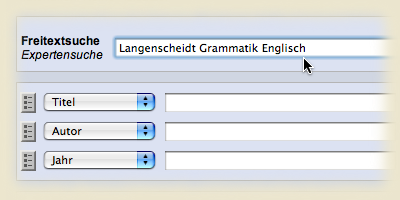 Freitextsuche
Expertensuche
Langenscheidt Grammatik Englisch
Titel
Autor
Jahr